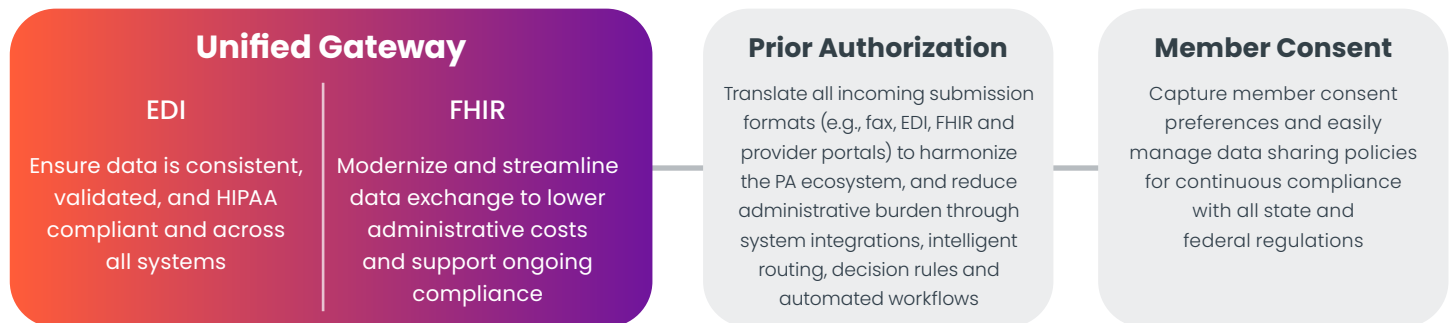 Unified Gateway
EDI
Ensure data is consistent,
validated, and HIPAA
compliant and across
all systems
FHIR
Modernize and streamline
data exchange to lower
administrative costs
and support ongoing
compliance
Prior Authorization
Translate all incoming submission
formats (e.g., fax, EDI, FHIR and
provider portals) to harmonize
the PA ecosystem, and reduce
administrative burden through
system integrations, intelligent
routing, decision rules and
automated workflows
Member Consent
Capture member consent
preferences and easily
manage data sharing policies
for continuous compliance
with all state and
federal regulations